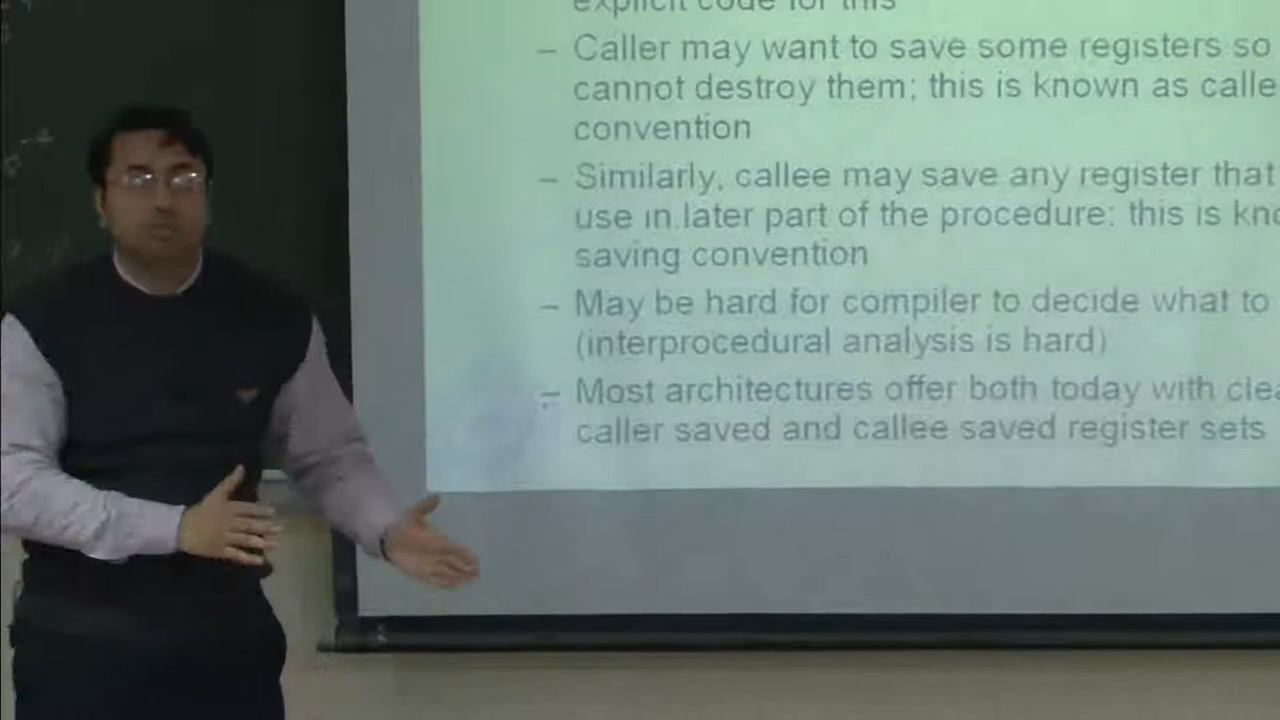 explicit code for this
– Caller may want to save some registers so
cannot destroy them; this is known as calle
convention
– Similarly, callee may save any register that
use in later part of the procedure: this is kno
saving convention
– May be hard for compiler to decide what to
(interprocedural analysis is hard)
– Most architectures offer both today with clea
caller saved and callee saved register sets